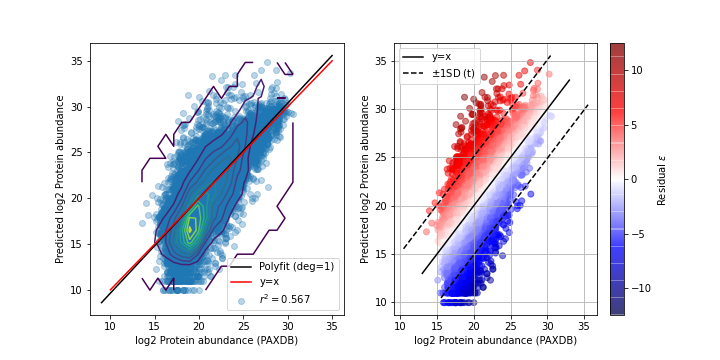 35
30
25
20
15
10
Predicted log2 Protein abundance
10
15
20
25
30
35
log2 Protein abundance (PAXDB)
Polyfit (deg=1)
y=x
r² = 0.567
35
30
25
20
15
10
Predicted log2 Protein abundance
10
15
20
25
30
35
log2 Protein abundance (PAXDB)
y=x
±1SD (t)
10
5
0
−5
−10
Residual ε